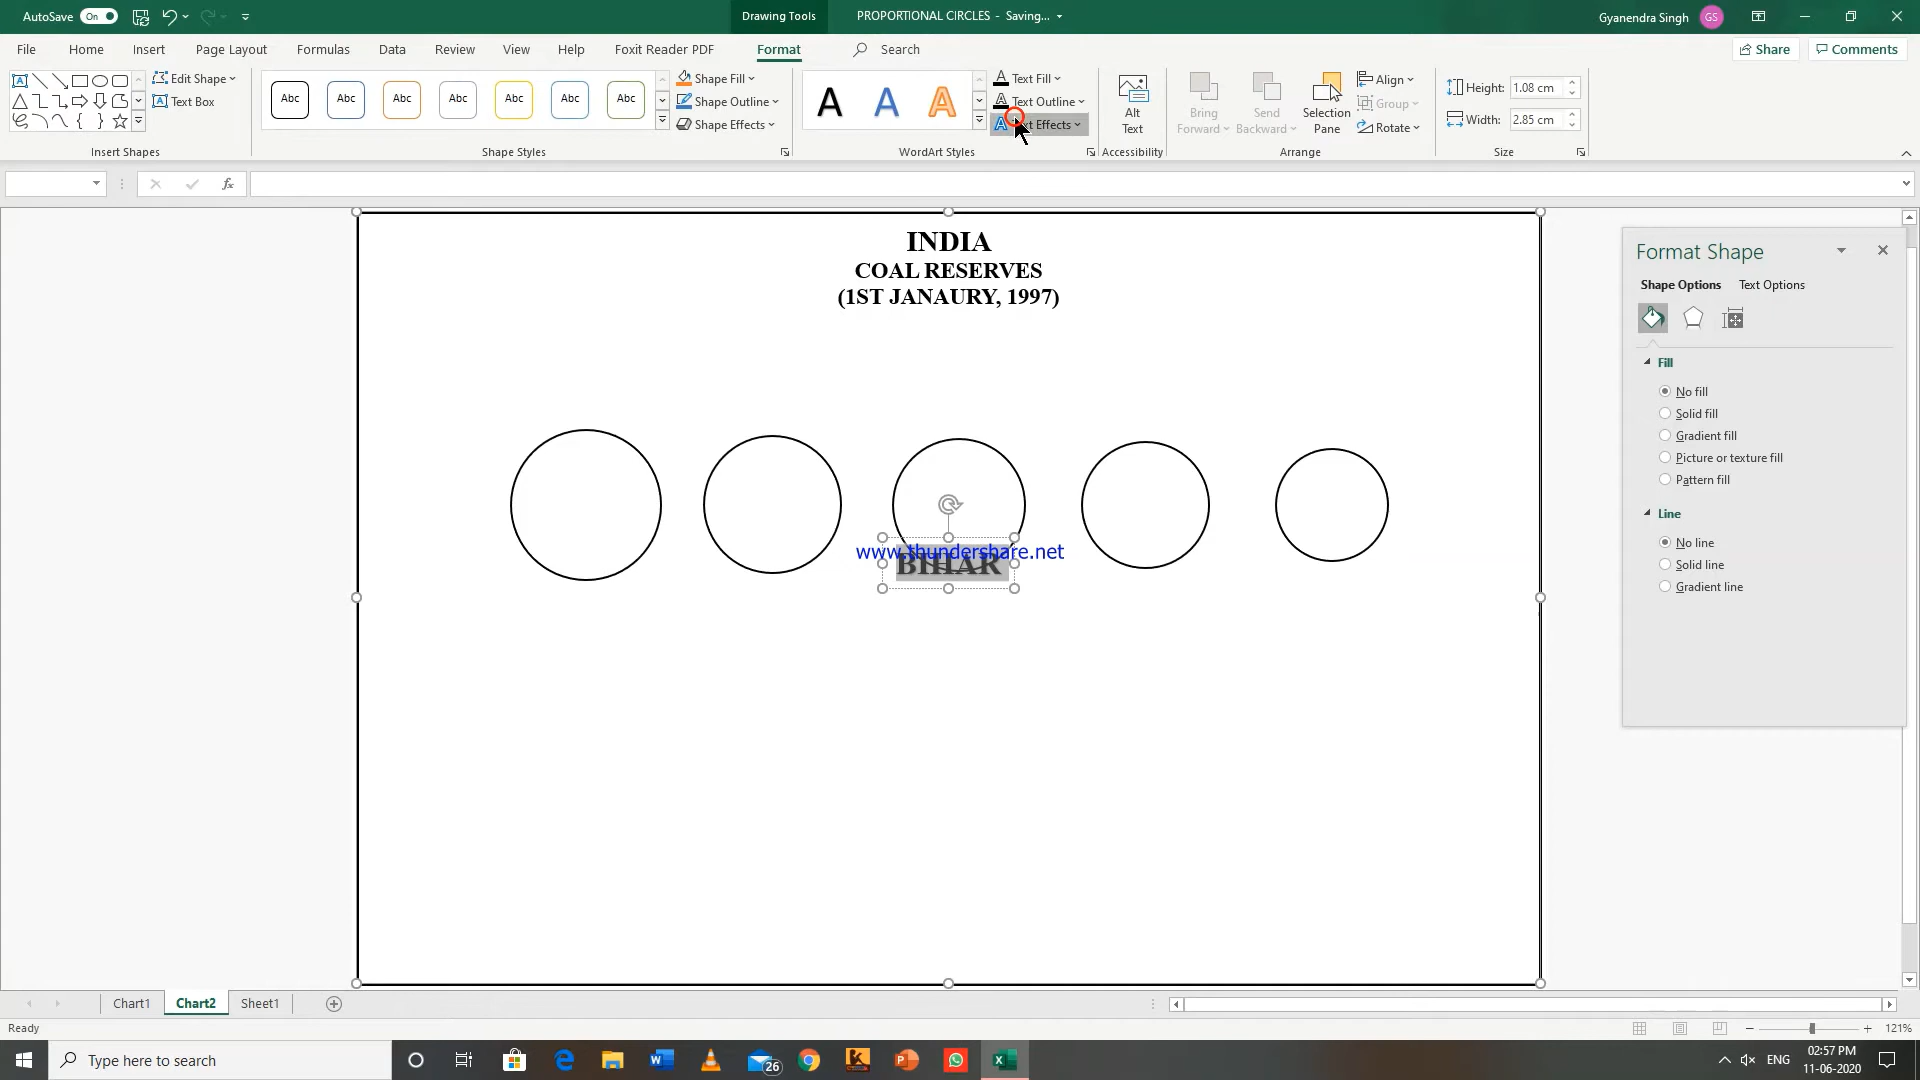 AutoSave On
Drawing Tools
PROPORTIONAL CIRCLES - Saving...
Gyanendra Singh GS
File Home Insert Page Layout Formulas Data Review View Help Foxit Reader PDF Format Search Share Comments
Edit Shape
Text Box
Insert Shapes
Abc Abc Abc Abc Abc Abc Abc
Shape Fill
Shape Outline
Shape Effects
Shape Styles
A A A
Text Fill
Text Outline
Effects
WordArt Styles
Alt Text
Accessibility
Bring Forward
Send Backward
Selection Pane
Align
Group
Rotate
Arrange
Height: 1.08 cm
Width: 2.85 cm
Size
fx
INDIA
COAL RESERVES
(1ST JANAURY, 1997)
www.thundershare.net
BIHAR
Format Shape
Shape Options Text Options
Fill
No fill
Solid fill
Gradient fill
Picture or texture fill
Pattern fill
Line
No line
Solid line
Gradient line
Chart1 Chart2 Sheet1
Ready
121%
Type here to search
26
ENG
02:57 PM
11-06-2020